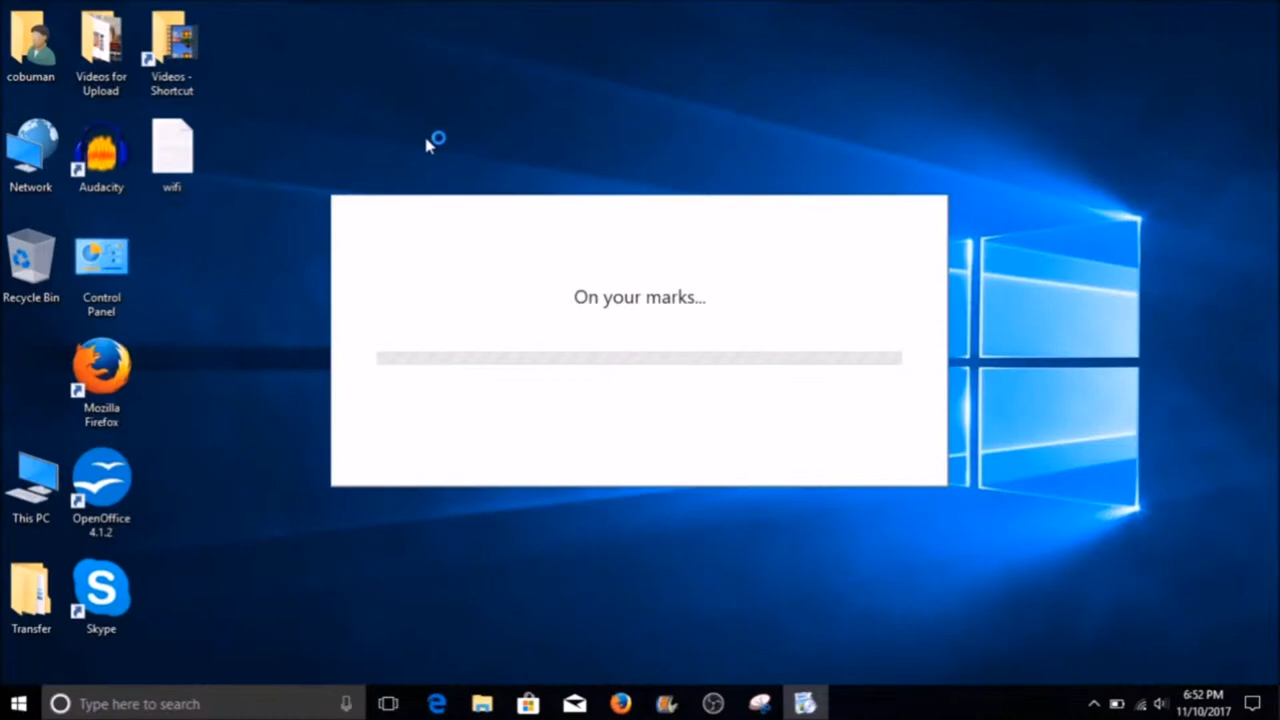 cobuman
Videos for
Upload
Videos -
Shortcut
Network
Audacity
wifi
Recycle Bin
Control
Panel
Mozilla
Firefox
This PC
OpenOffice
4.1.2
Transfer
S
Skype
On your marks...
Type here to search
6:52 PM
11/10/2017